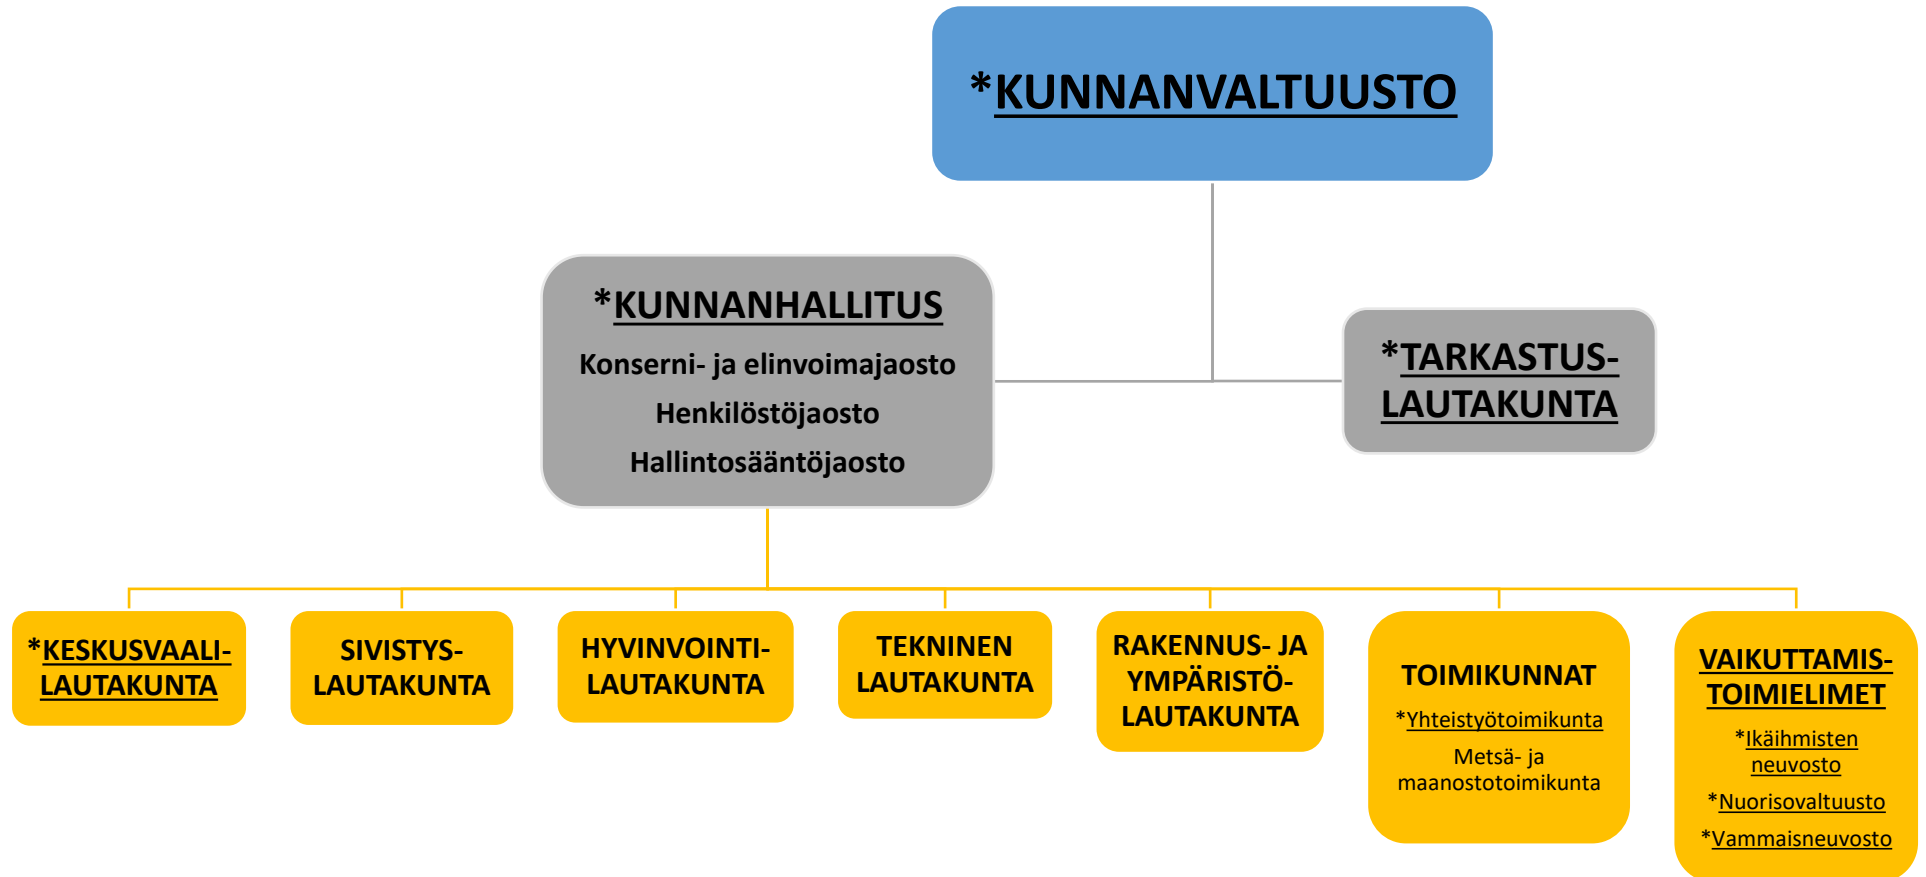 *KUNNANVALTUUSTO
*KUNNANHALLITUS
Konserni- ja elinvoimajaosto
Henkilöstöjaosto
Hallintosääntöjaosto
*TARKASTUS-
LAUTAKUNTA
*KESKUSVAALI-
LAUTAKUNTA
SIVISTYS-
LAUTAKUNTA
HYVINVOINTI-
LAUTAKUNTA
TEKNINEN
LAUTAKUNTA
RAKENNUS- JA
YMPÄRISTÖ-
LAUTAKUNTA
TOIMIKUNNAT
*Yhteistyötoimikunta
Metsä- ja
maanostotoimikunta
VAIKUTTAMIS-
TOIMIELIMET
*Ikäihmisten
neuvosto
*Nuorisovaltuusto
*Vammaisneuvosto